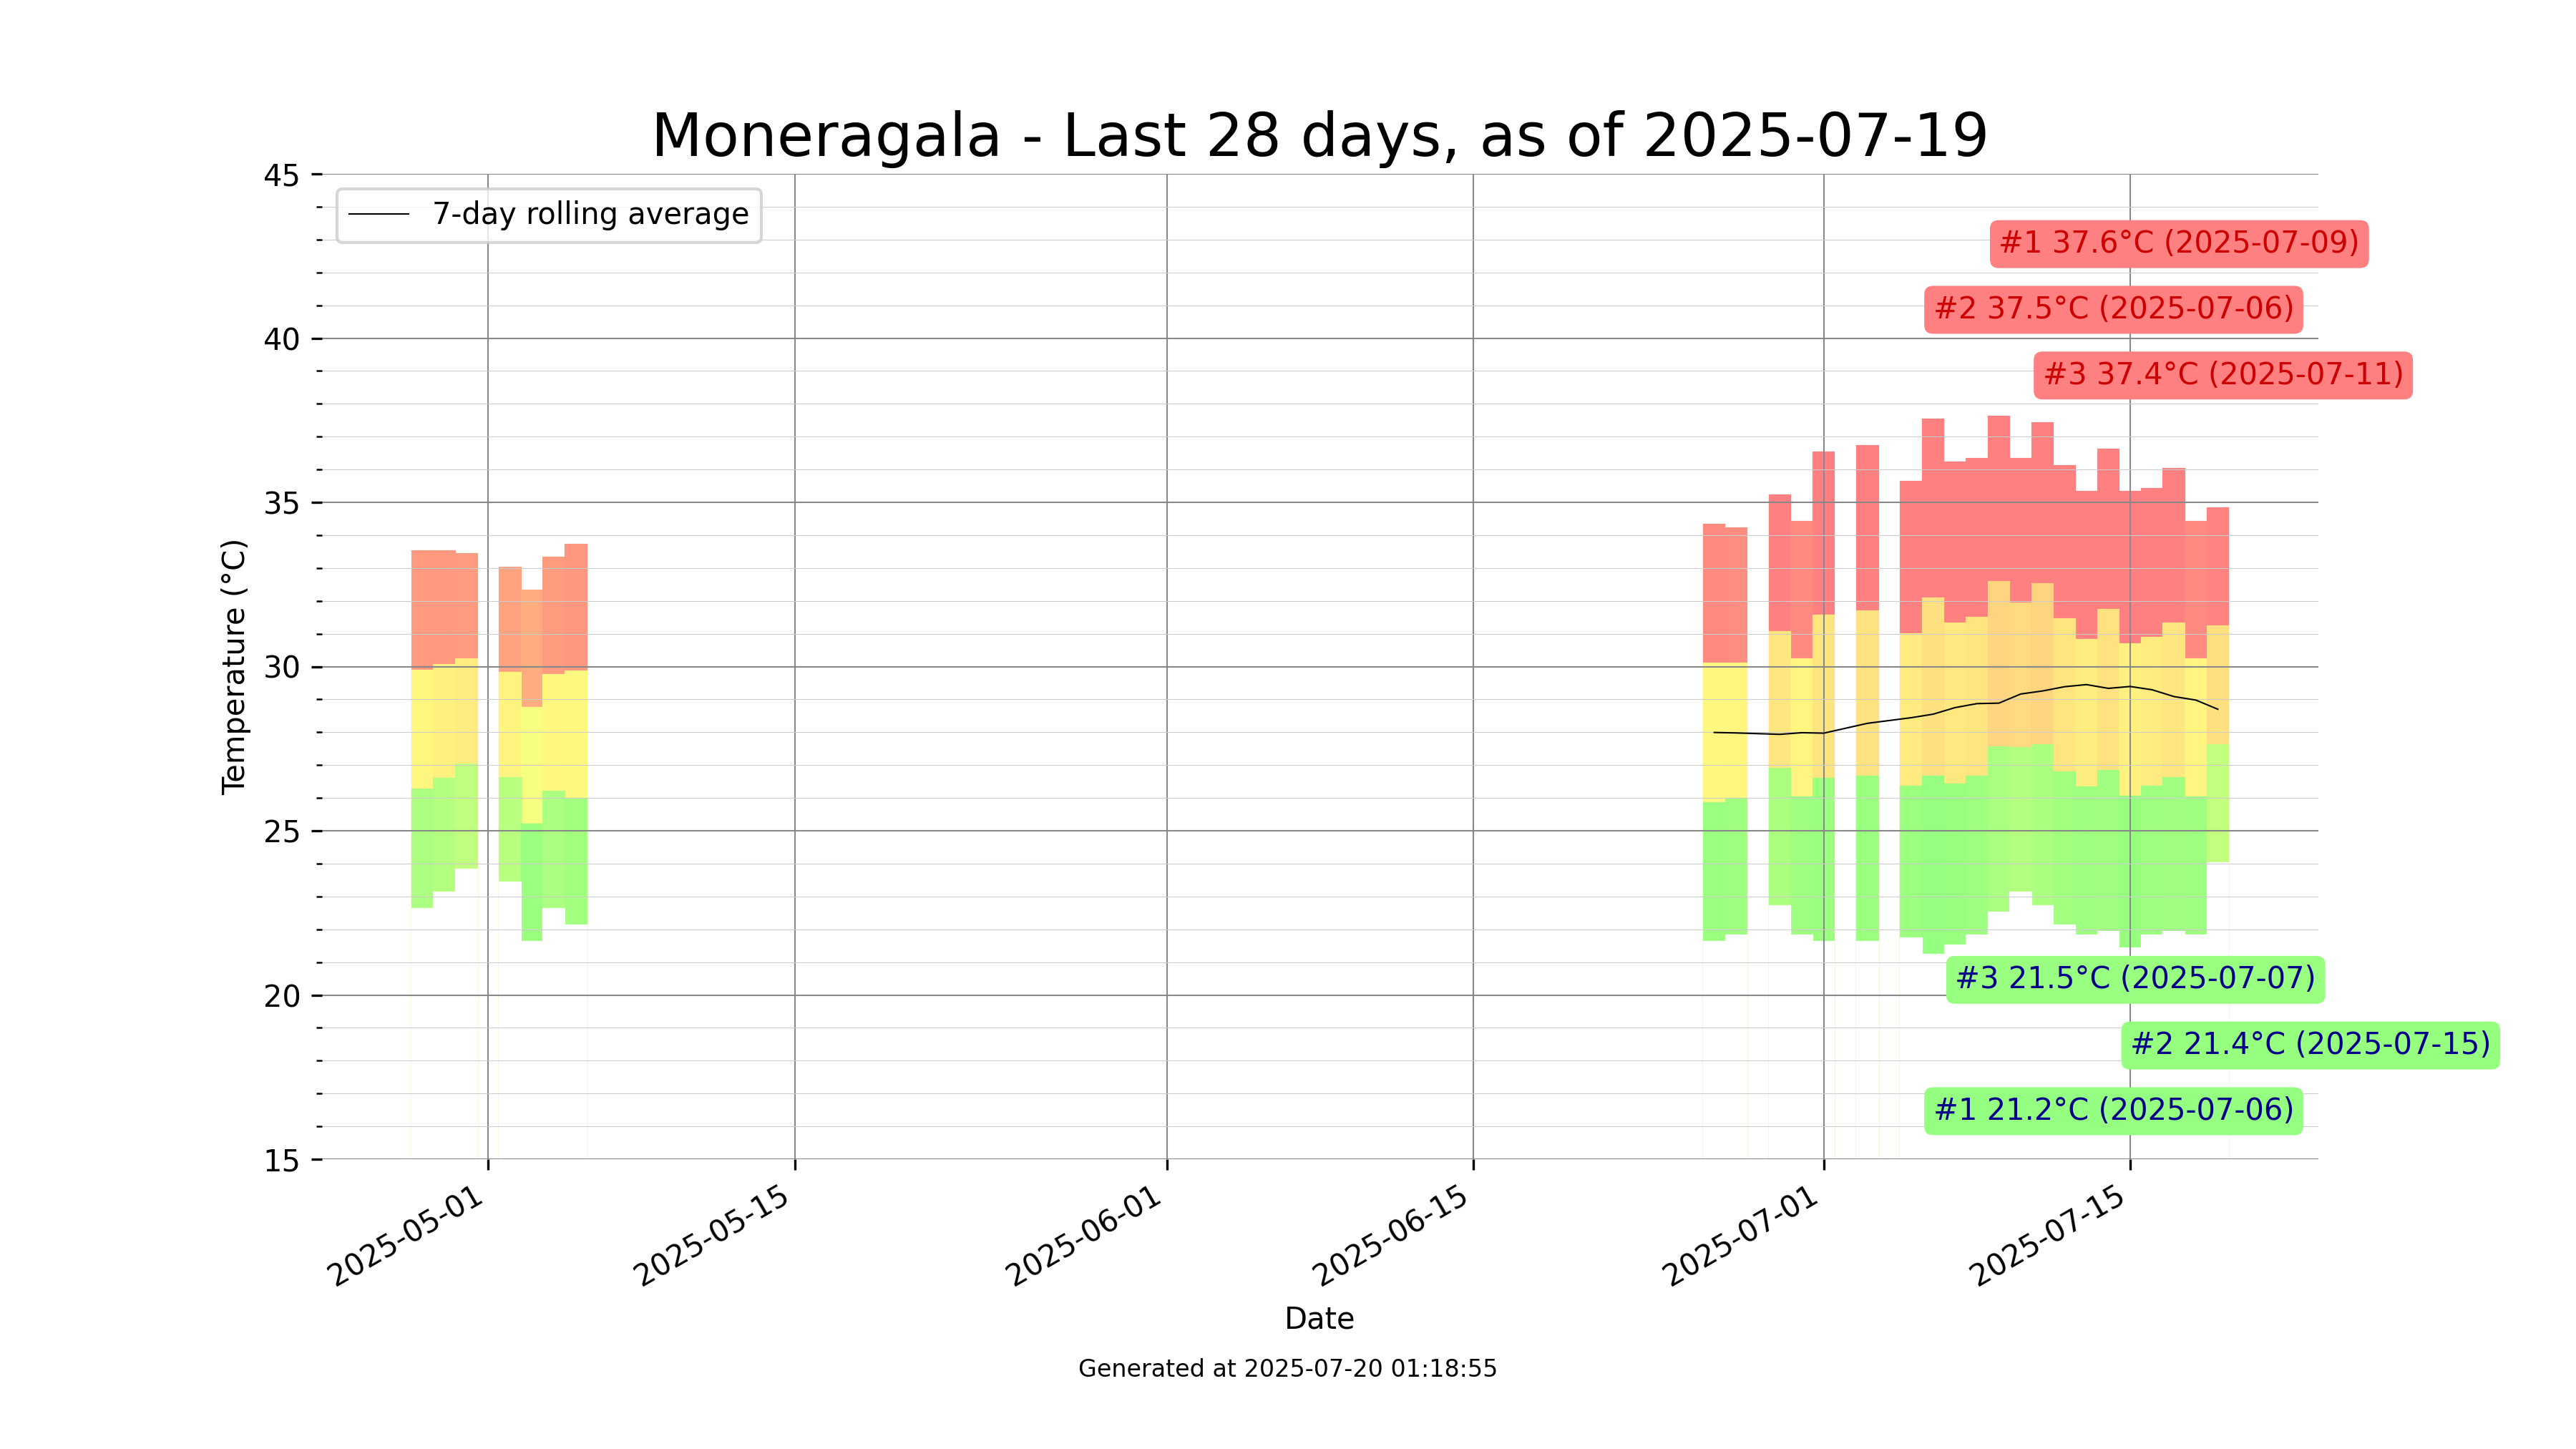 Moneragala - Last 28 days, as of 2025-07-19
7-day rolling average
#1 37.6°C (2025-07-09)
#2 37.5°C (2025-07-06)
#3 37.4°C (2025-07-11)
#3 21.5°C (2025-07-07)
#2 21.4°C (2025-07-15)
#1 21.2°C (2025-07-06)
45
40
35
30
25
20
15
Temperature (°C)
2025-05-01
2025-05-15
2025-06-01
2025-06-15
2025-07-01
2025-07-15
Date
Generated at 2025-07-20 01:18:55